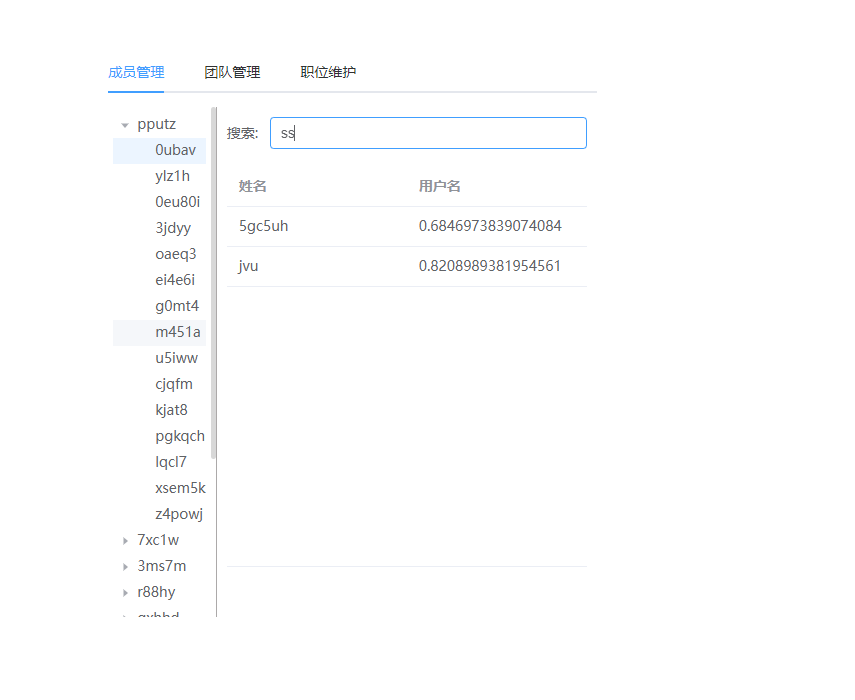 成员管理 团队管理 职位维护
pputz
0ubav
ylz1h
0eu80i
3jdyy
oaeq3
ei4e6i
g0mt4
m451a
u5iww
cjqfm
kjat8
pgkqch
lqcl7
xsem5k
z4powj
7xc1w
3ms7m
r88hy
搜索: ss
姓名 用户名
5gc5uh 0.6846973839074084
jvu 0.8208989381954561